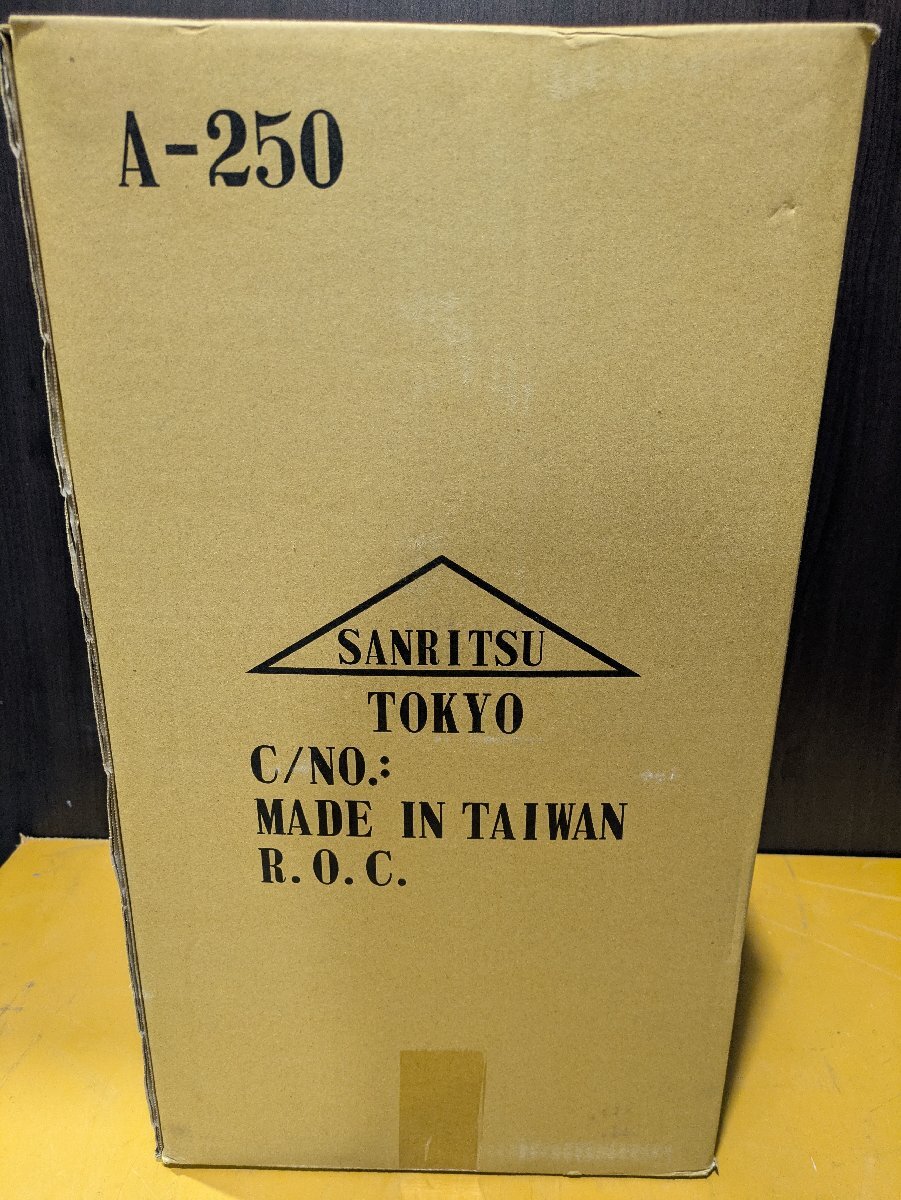 A-250
SANRITSU
TOKYO
C/NO.:
MADE IN TAIWAN
R.O.C.